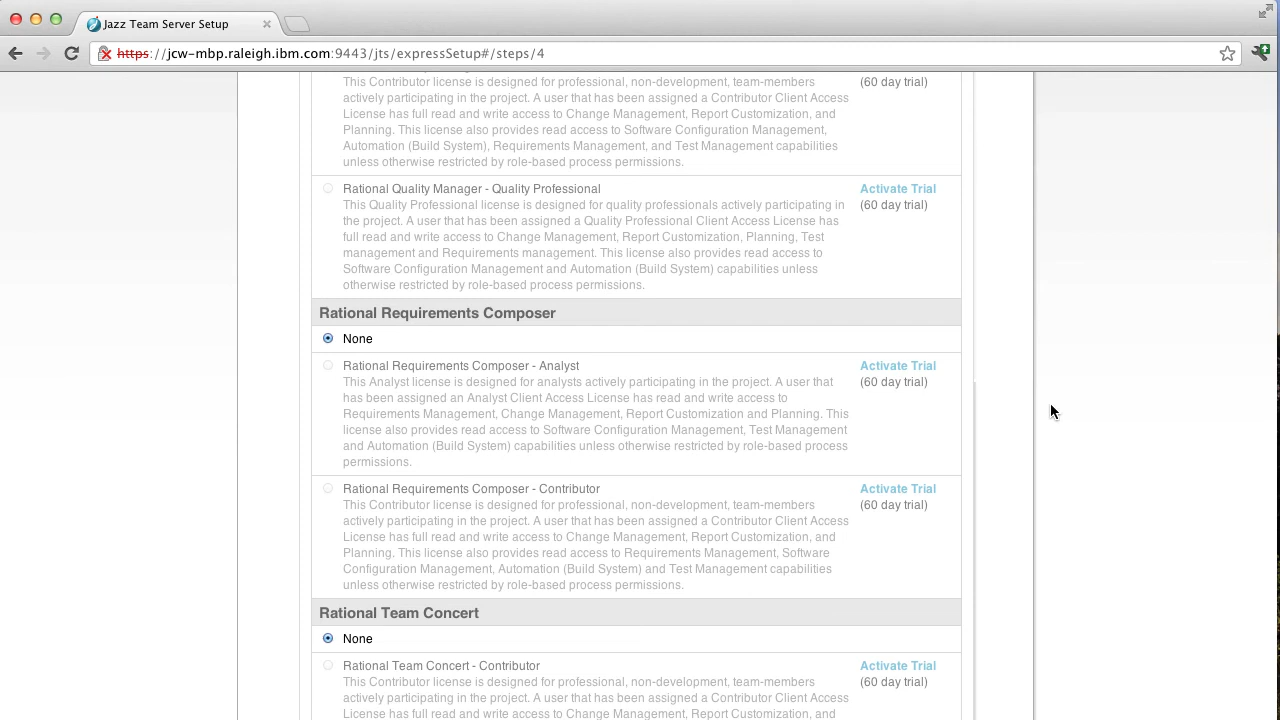 Jazz Team Server Setup
https://jcw-mbp.raleigh.ibm.com:9443/jts/expressSetup#/steps/4
This Contributor license is designed for professional, non-development, team-members
(60 day trial)
actively participating in the project. A user that has been assigned a Contributor Client Access
License has full read and write access to Change Management, Report Customization, and
Planning. This license also provides read access to Software Configuration Management,
Automation (Build System), Requirements Management, and Test Management capabilities
unless otherwise restricted by role-based process permissions.
Rational Quality Manager - Quality Professional
Activate Trial
This Quality Professional license is designed for quality professionals actively participating in
(60 day trial)
the project. A user that has been assigned a Quality Professional Client Access License has
full read and write access to Change Management, Report Customization, Planning, Test
management and Requirements management. This license also provides read access to
Software Configuration Management and Automation (Build System) capabilities unless
otherwise restricted by role-based process permissions.
Rational Requirements Composer
None
Rational Requirements Composer - Analyst
Activate Trial
This Analyst license is designed for analysts actively participating in the project. A user that
(60 day trial)
has been assigned an Analyst Client Access License has read and write access to
Requirements Management, Change Management, Report Customization and Planning. This
license also provides read access to Software Configuration Management, Test Management
and Automation (Build System) capabilities unless otherwise restricted by role-based process
permissions.
Rational Requirements Composer - Contributor
Activate Trial
This Contributor license is designed for professional, non-development, team-members
(60 day trial)
actively participating in the project. A user that has been assigned a Contributor Client Access
License has full read and write access to Change Management, Report Customization, and
Planning. This license also provides read access to Requirements Management, Software
Configuration Management, Automation (Build System) and Test Management capabilities
unless otherwise restricted by role-based process permissions.
Rational Team Concert
None
Rational Team Concert - Contributor
Activate Trial
This Contributor license is designed for professional, non-development, team-members
(60 day trial)
actively participating in the project. A user that has been assigned a Contributor Client Access
License has full read and write access to Change Management, Report Customization, and